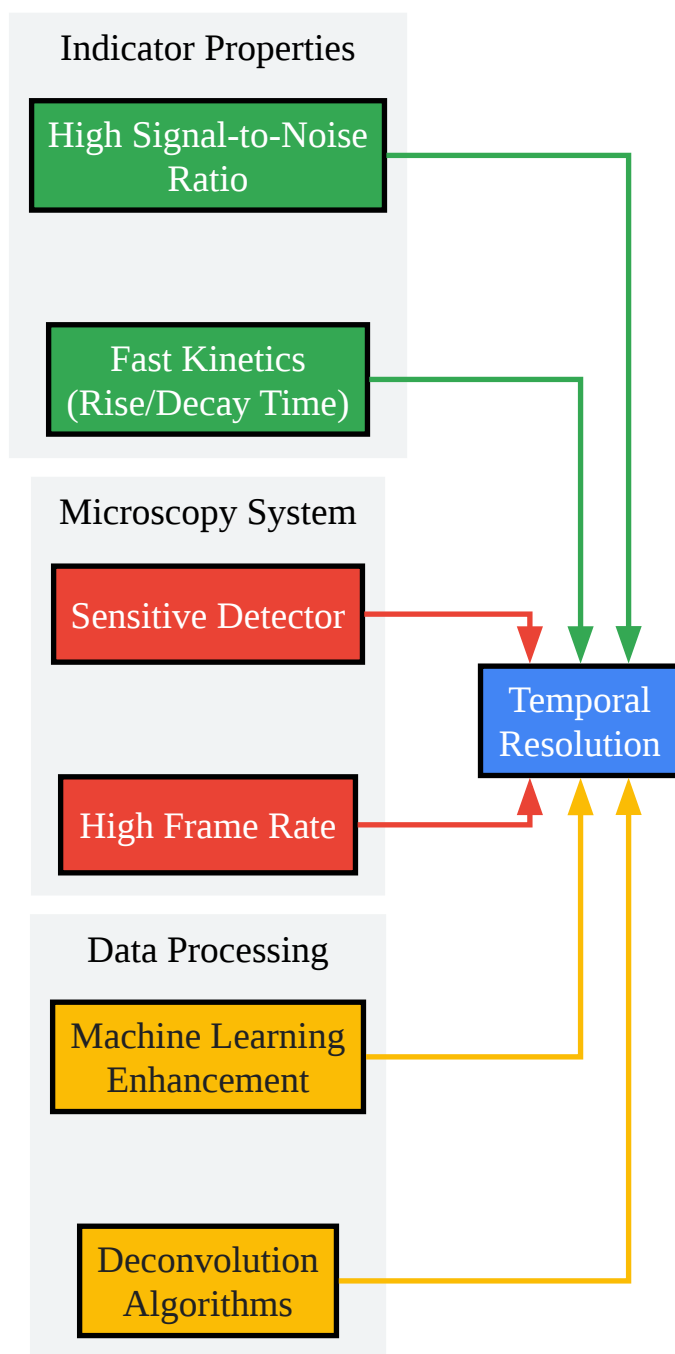 Indicator Properties
High Signal-to-Noise
Ratio
Fast Kinetics
(Rise/Decay Time)
Microscopy System
Sensitive Detector
Temporal
Resolution
High Frame Rate
Data Processing
Machine Learning
Enhancement
Deconvolution
Algorithms